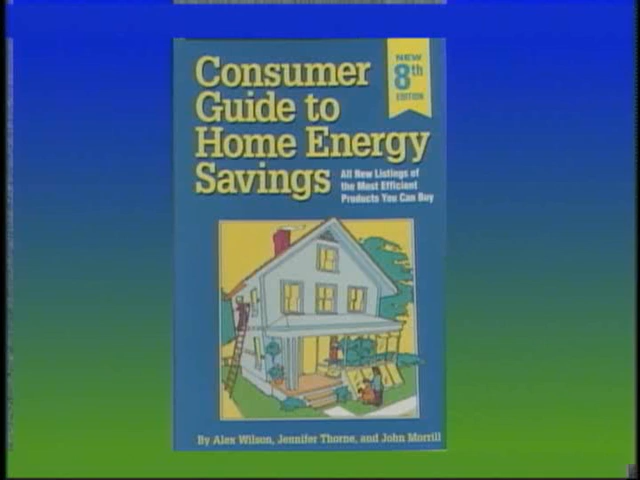 NEW
8th
EDITION
Consumer
Guide to
Home Energy
Savings
All New Listings of
the Most Efficient
Products You Can Buy
By Alex Wilson, Jennifer Thorne, and John Morrill